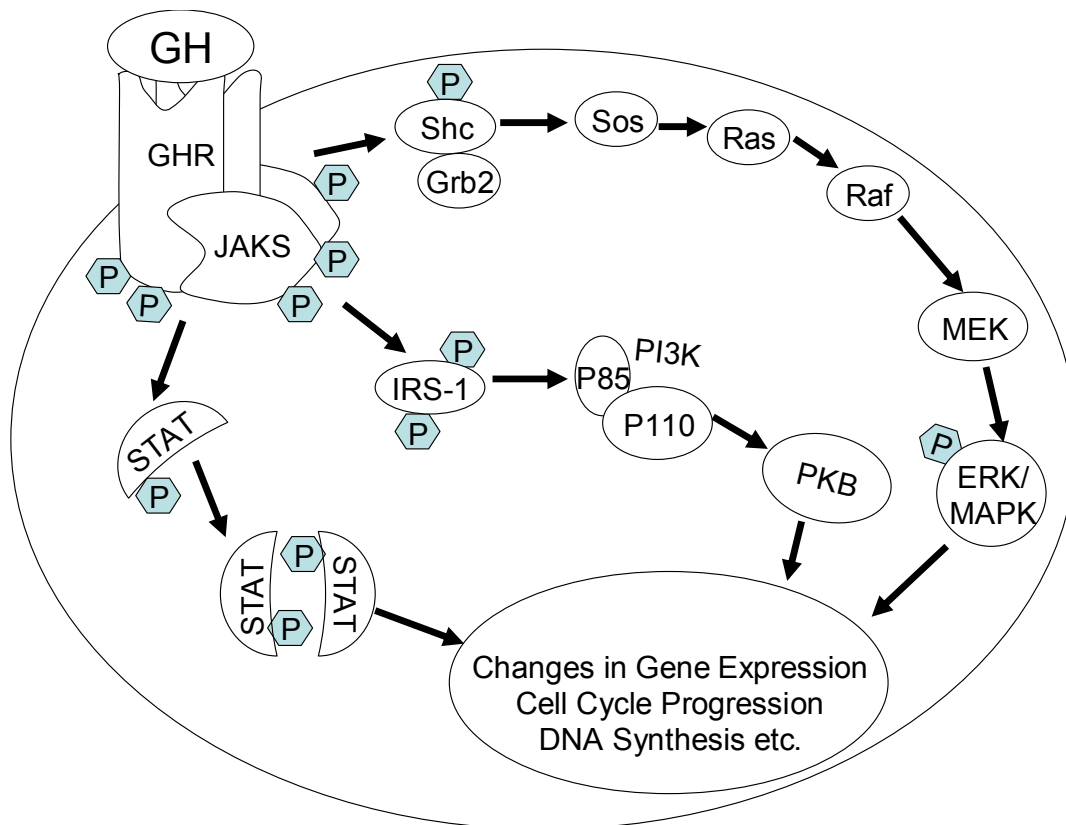 GH
GHR
JAKS
P
P
P
P
P
P
Shc
Grb2
Sos
Ras
Raf
MEK
P
ERK/
MAPK
P
IRS-1
P
PI3K
P85
P110
PKB
STAT
P
STAT
P
P
STAT
Changes in Gene Expression
Cell Cycle Progression
DNA Synthesis etc.